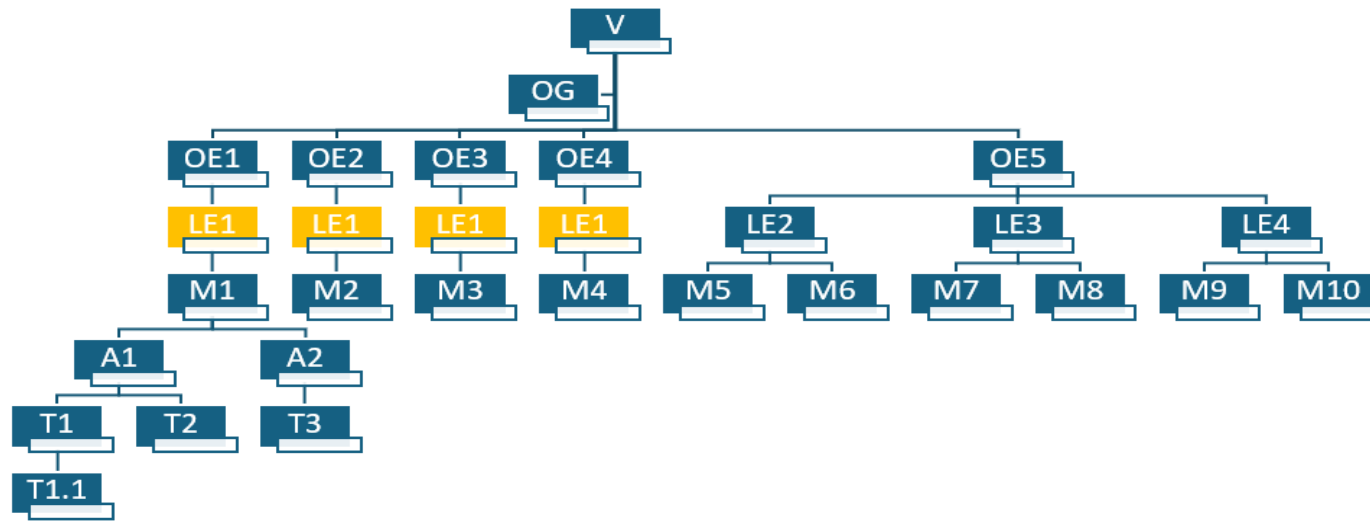 V
OG
OE1 OE2 OE3 OE4 OE5
LE1 LE1 LE1 LE1 LE2 LE3 LE4
M1 M2 M3 M4 M5 M6 M7 M8 M9 M10
A1 A2
T1 T2 T3
T1.1